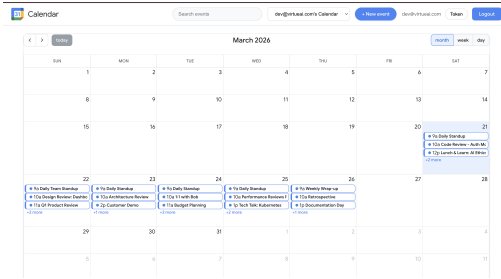 31 Calendar
Search events
dev@virtueai.com's Calendar
+ New event
dev@virtueai.com
Token
Logout
< >
today
March 2026
month week day
SUN MON TUE WED THU FRI SAT
1 2 3 4 5 6 7
8 9 10 11 12 13 14
15 16 17 18 19 20 21
9a Daily Standup
10a Code Review - Auth Mo
12p Lunch & Learn: AI Ethics
+2 more
22 23 24 25 26 27 28
9a Daily Team Standup
10a Design Review: Dashbo
11a Q1 Product Review
+3 more
9a Daily Standup
10a Architecture Review
2p Customer Demo
+1 more
9a Daily Standup
10a 1:1 with Bob
11a Budget Planning
9a Daily Standup
10a Performance Reviews
1p Tech Talk: Kubernetes
9a Weekly Wrap-up
10a Retrospective
1p Documentation Day
+1 more
29 30 31 1 2 3 4
5 6 7 8 9 10 11